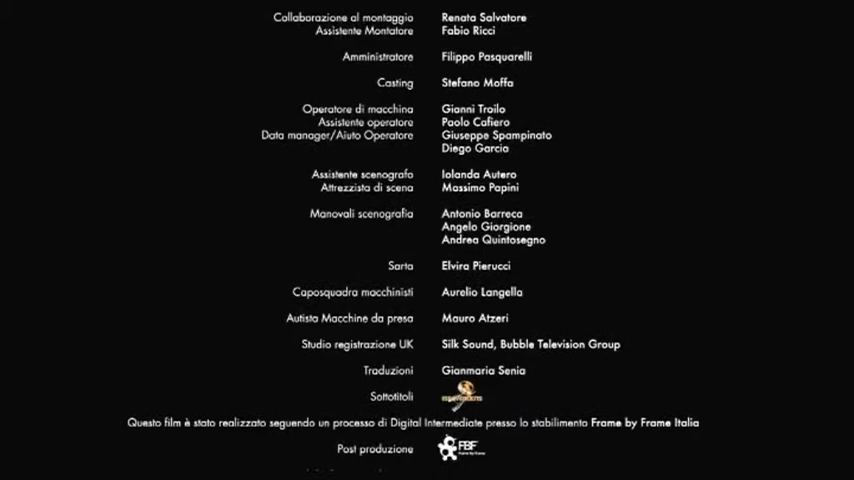 Collaborazione al montaggio Renata Salvatore
Assistente Montatore Fabio Ricci
Amministratore Filippo Pasquarelli
Casting Stefano Moffa
Operatore di macchina Gianni Troilo
Assistente operatore Paolo Cafiero
Data manager/Aiuto Operatore Giuseppe Spampinato
Diego Garcia
Assistente scenografo Iolanda Autero
Attrezzista di scena Massimo Papini
Manovali scenografia Antonio Barreca
Angelo Giorgione
Andrea Quintosegno
Sarta Elvira Pierucci
Caposquadra macchinisti Aurelio Langella
Autista Macchine da presa Mauro Atzeri
Studio registrazione UK Silk Sound, Bubble Television Group
Traduzioni Gianmaria Senia
Sottotitoli
Questo film è stato realizzato seguendo un processo di Digital Intermediate presso lo stabilimento Frame by Frame Italia
Post produzione FBF
Frame by Frame